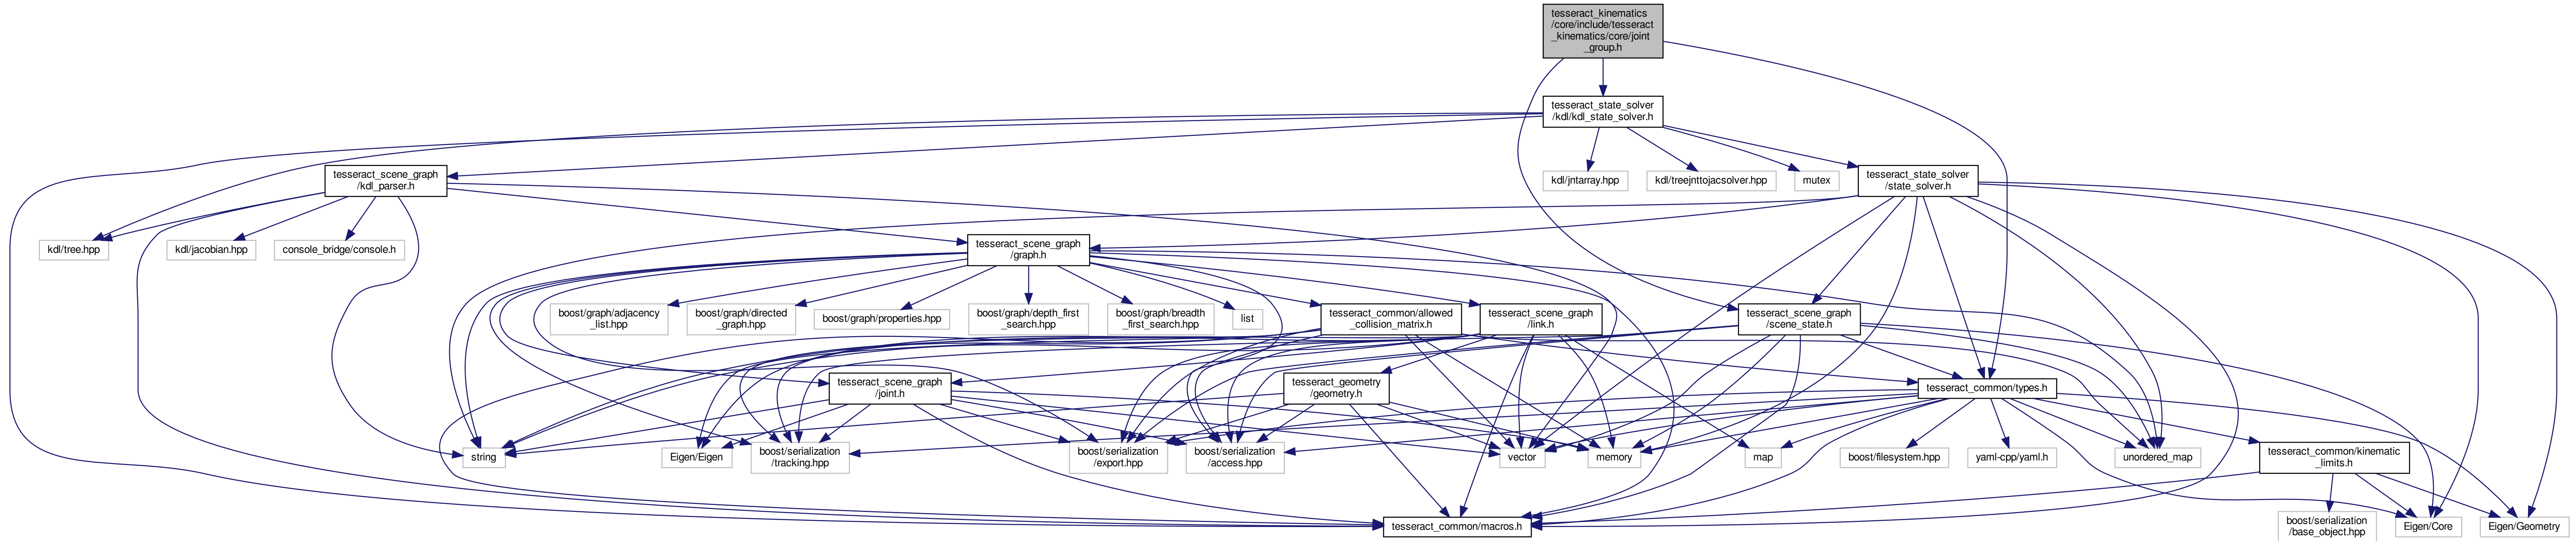 tesseract_kinematics
/core/include/tesseract
_kinematics/core/joint
_group.h
tesseract_state_solver
/kdl/kdl_state_solver.h
tesseract_scene_graph
/kdl_parser.h
kdl/jntarray.hpp
kdl/treejnttojacsolver.hpp
mutex
tesseract_state_solver
/state_solver.h
kdl/tree.hpp
kdl/jacobian.hpp
console_bridge/console.h
tesseract_scene_graph
/graph.h
boost/graph/adjacency
_list.hpp
boost/graph/directed
_graph.hpp
boost/graph/properties.hpp
boost/graph/depth_first
_search.hpp
boost/graph/breadth
_first_search.hpp
list
tesseract_common/allowed
_collision_matrix.h
tesseract_scene_graph
/link.h
tesseract_scene_graph
/scene_state.h
tesseract_scene_graph
/joint.h
tesseract_geometry
/geometry.h
tesseract_common/types.h
string
Eigen/Eigen
boost/serialization
/tracking.hpp
boost/serialization
/export.hpp
boost/serialization
/access.hpp
vector
memory
map
boost/filesystem.hpp
yaml-cpp/yaml.h
unordered_map
tesseract_common/kinematic
_limits.h
tesseract_common/macros.h
boost/serialization
/base_object.hpp
Eigen/Core
Eigen/Geometry